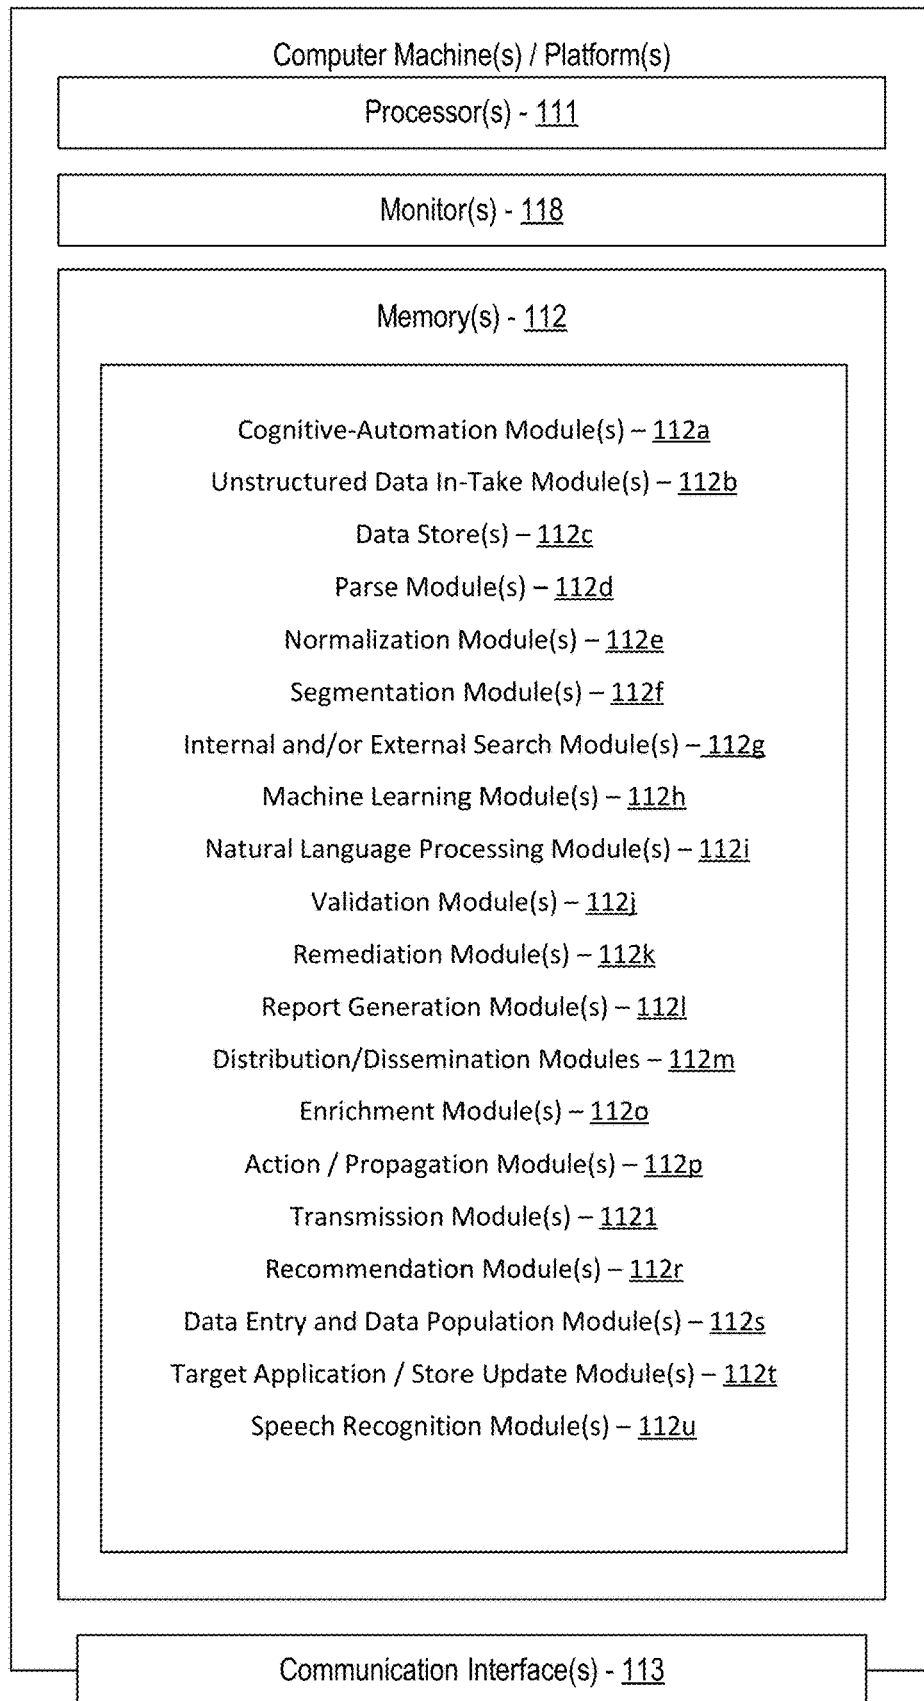 Computer Machine(s) / Platform(s)
Processor(s) - 111
Monitor(s) - 118
Memory(s) - 112
Cognitive-Automation Module(s) – 112a
Unstructured Data In-Take Module(s) – 112b
Data Store(s) – 112c
Parse Module(s) – 112d
Normalization Module(s) – 112e
Segmentation Module(s) – 112f
Internal and/or External Search Module(s) – 112g
Machine Learning Module(s) – 112h
Natural Language Processing Module(s) – 112i
Validation Module(s) – 112j
Remediation Module(s) – 112k
Report Generation Module(s) – 112l
Distribution/Dissemination Modules – 112m
Enrichment Module(s) – 112o
Action / Propagation Module(s) – 112p
Transmission Module(s) – 1121
Recommendation Module(s) – 112r
Data Entry and Data Population Module(s) – 112s
Target Application / Store Update Module(s) – 112t
Speech Recognition Module(s) – 112u
Communication Interface(s) - 113